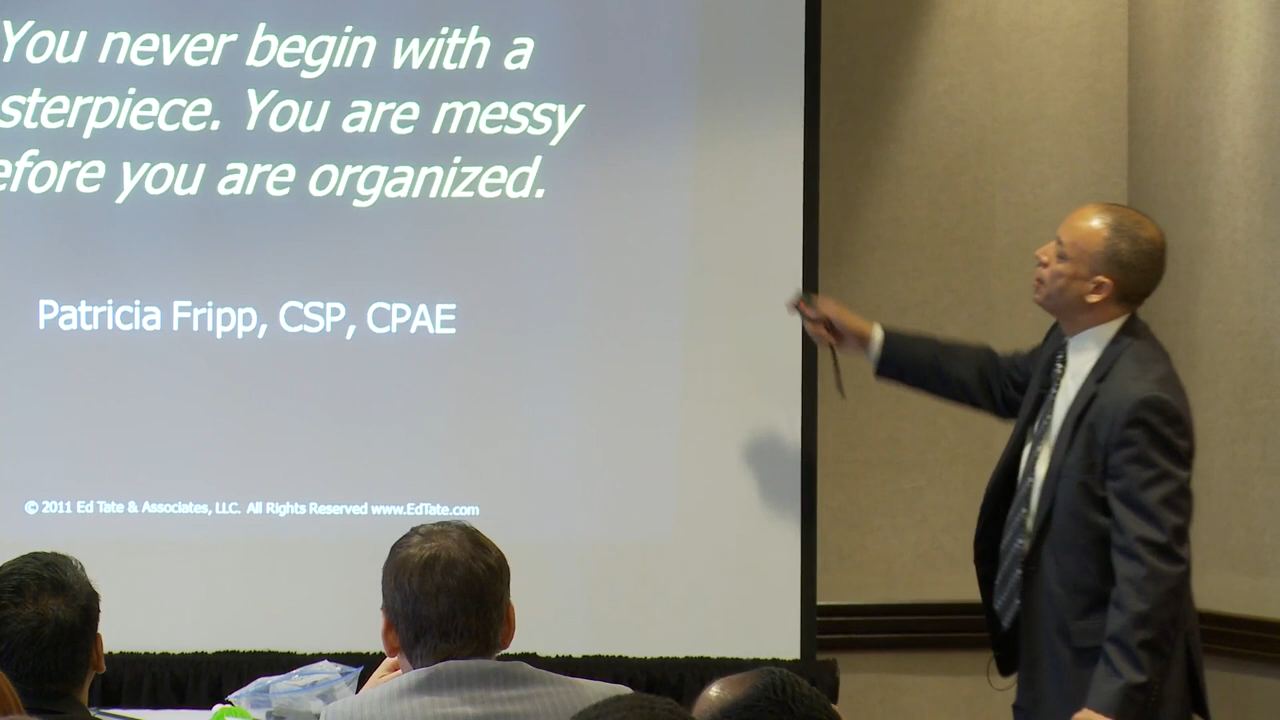 You never begin with a
sterpiece. You are messy
efore you are organized.
Patricia Fripp, CSP, CPAE
© 2011 Ed Tate & Associates, LLC. All Rights Reserved www.EdTate.com